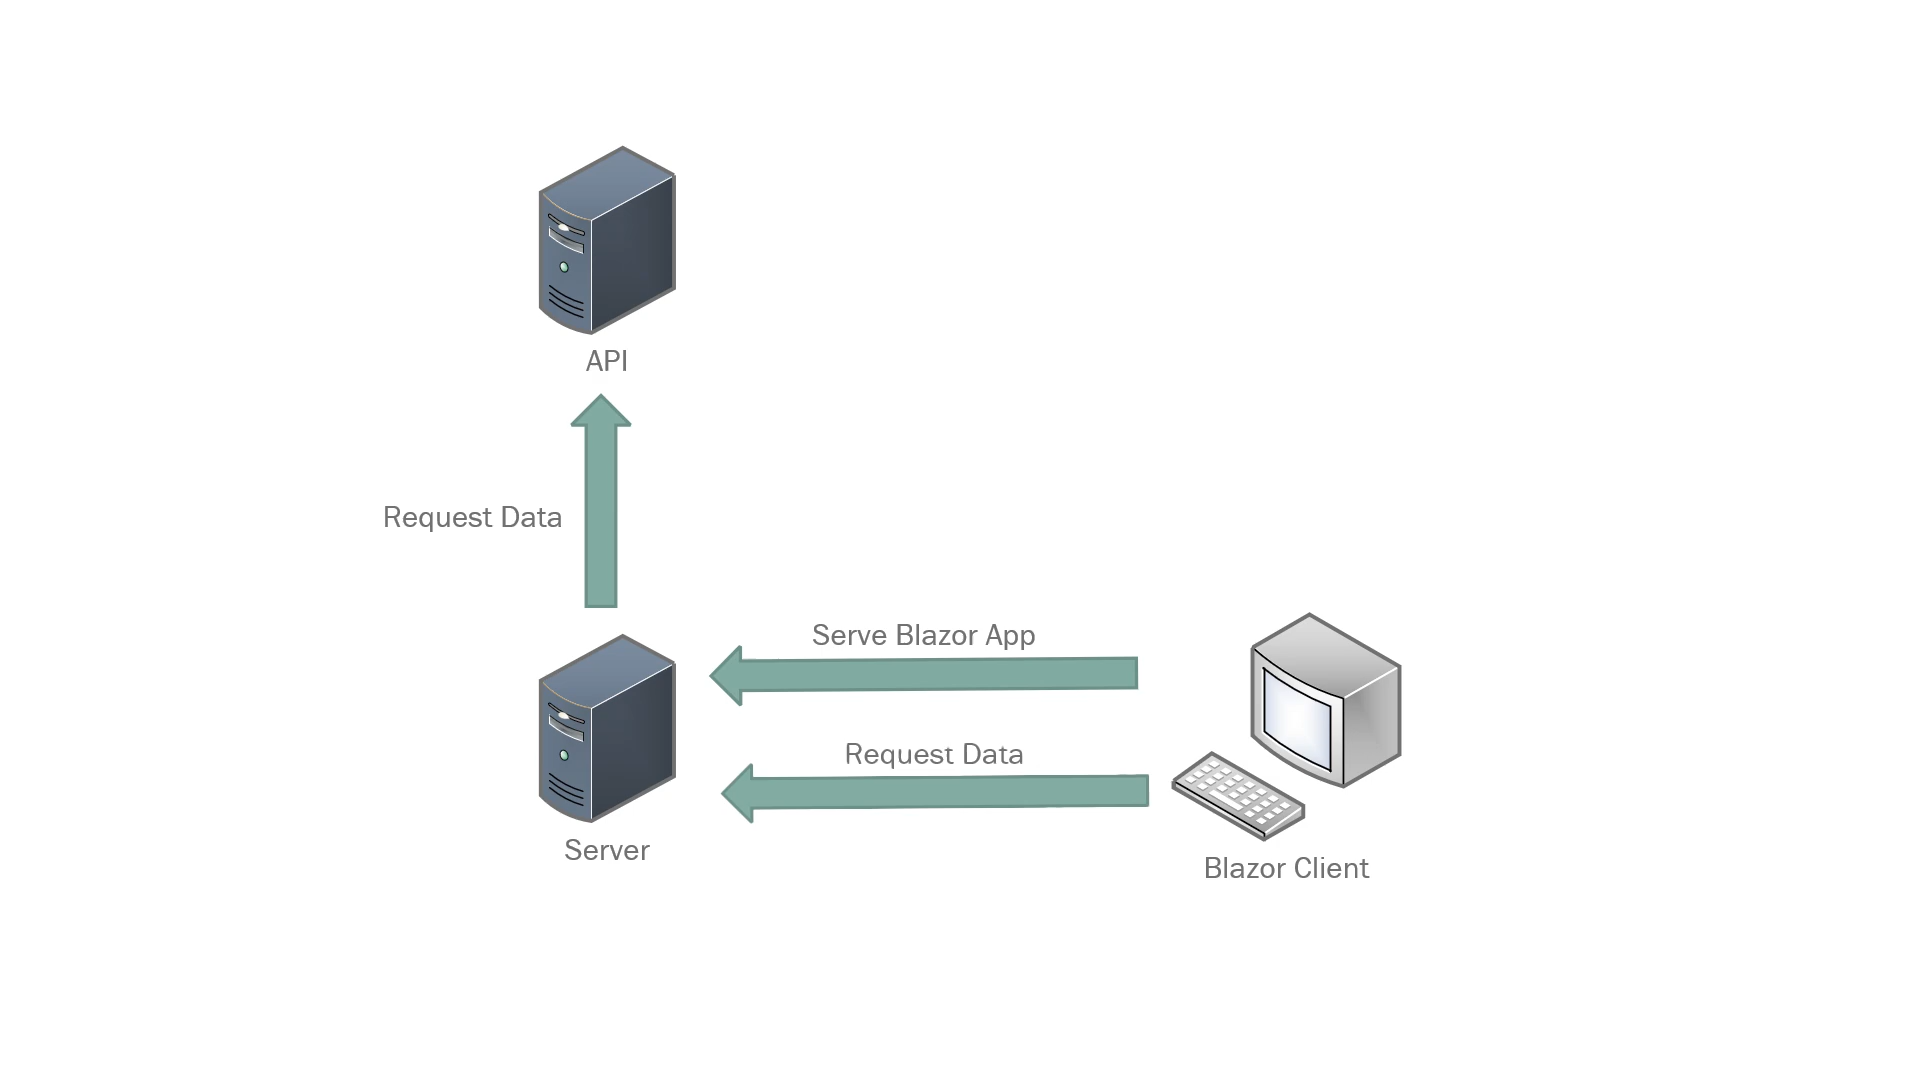 API
Request Data
Serve Blazor App
Request Data
Server
Blazor Client